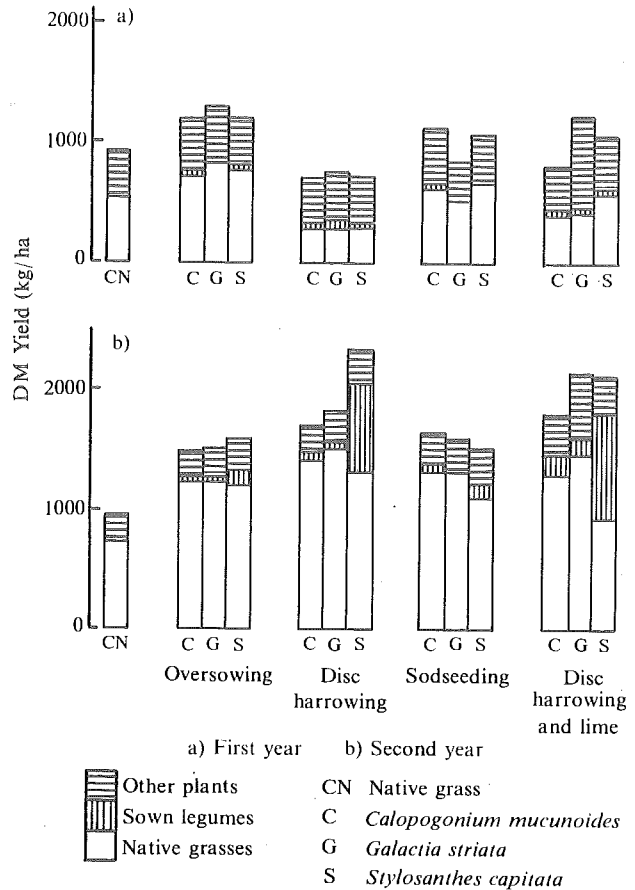 2000
a)
1000
0
CN
C G S
C G S
C G S
C G S
DM Yield (kg/ha
b)
2000
1000
0
CN
C G S
C G S
C G S
C G S
Oversowing
Disc
harrowing
Sodseeding
Disc
harrowing
and lime
a) First year
b) Second year
Other plants
Sown legumes
Native grasses
CN Native grass
C Calopogonium mucunoides
G Galactia striata
S Stylosanthes capitata